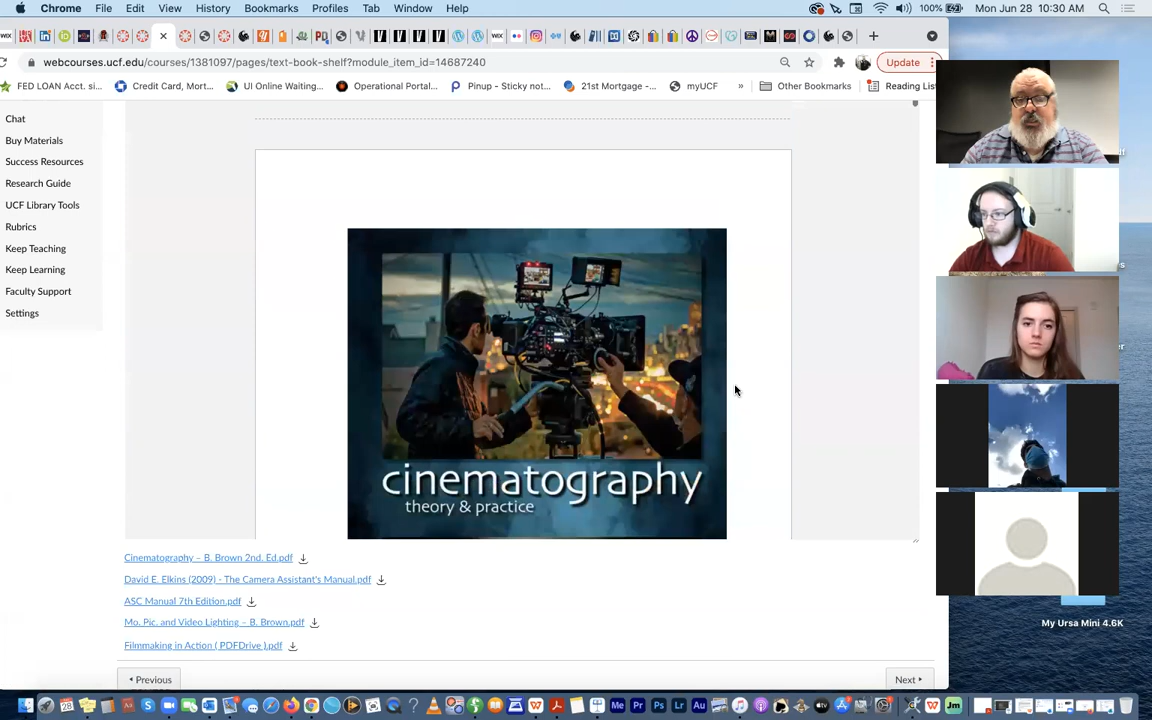 Chrome File Edit View History Bookmarks Profiles Tab Window Help 100% Mon Jun 28 10:30 AM
webcourses.ucf.edu/courses/1381097/pages/text-book-shelf?module_item_id=14687240 Update
FED LOAN Acct. si... Credit Card, Mort... UI Online Waiting... Operational Portal... Pinup - Sticky not... 21st Mortgage -... myUCF » Other Bookmarks Reading List
Chat
Buy Materials
Success Resources
Research Guide
UCF Library Tools
Rubrics
Keep Teaching
Keep Learning
Faculty Support
Settings
cinematography
theory & practice
Cinematography – B. Brown 2nd. Ed.pdf
David E. Elkins (2009) - The Camera Assistant's Manual.pdf
ASC Manual 7th Edition.pdf
Mo. Pic. and Video Lighting – B. Brown.pdf
Filmmaking in Action ( PDFDrive ).pdf
Previous
Next
My Ursa Mini 4.6K